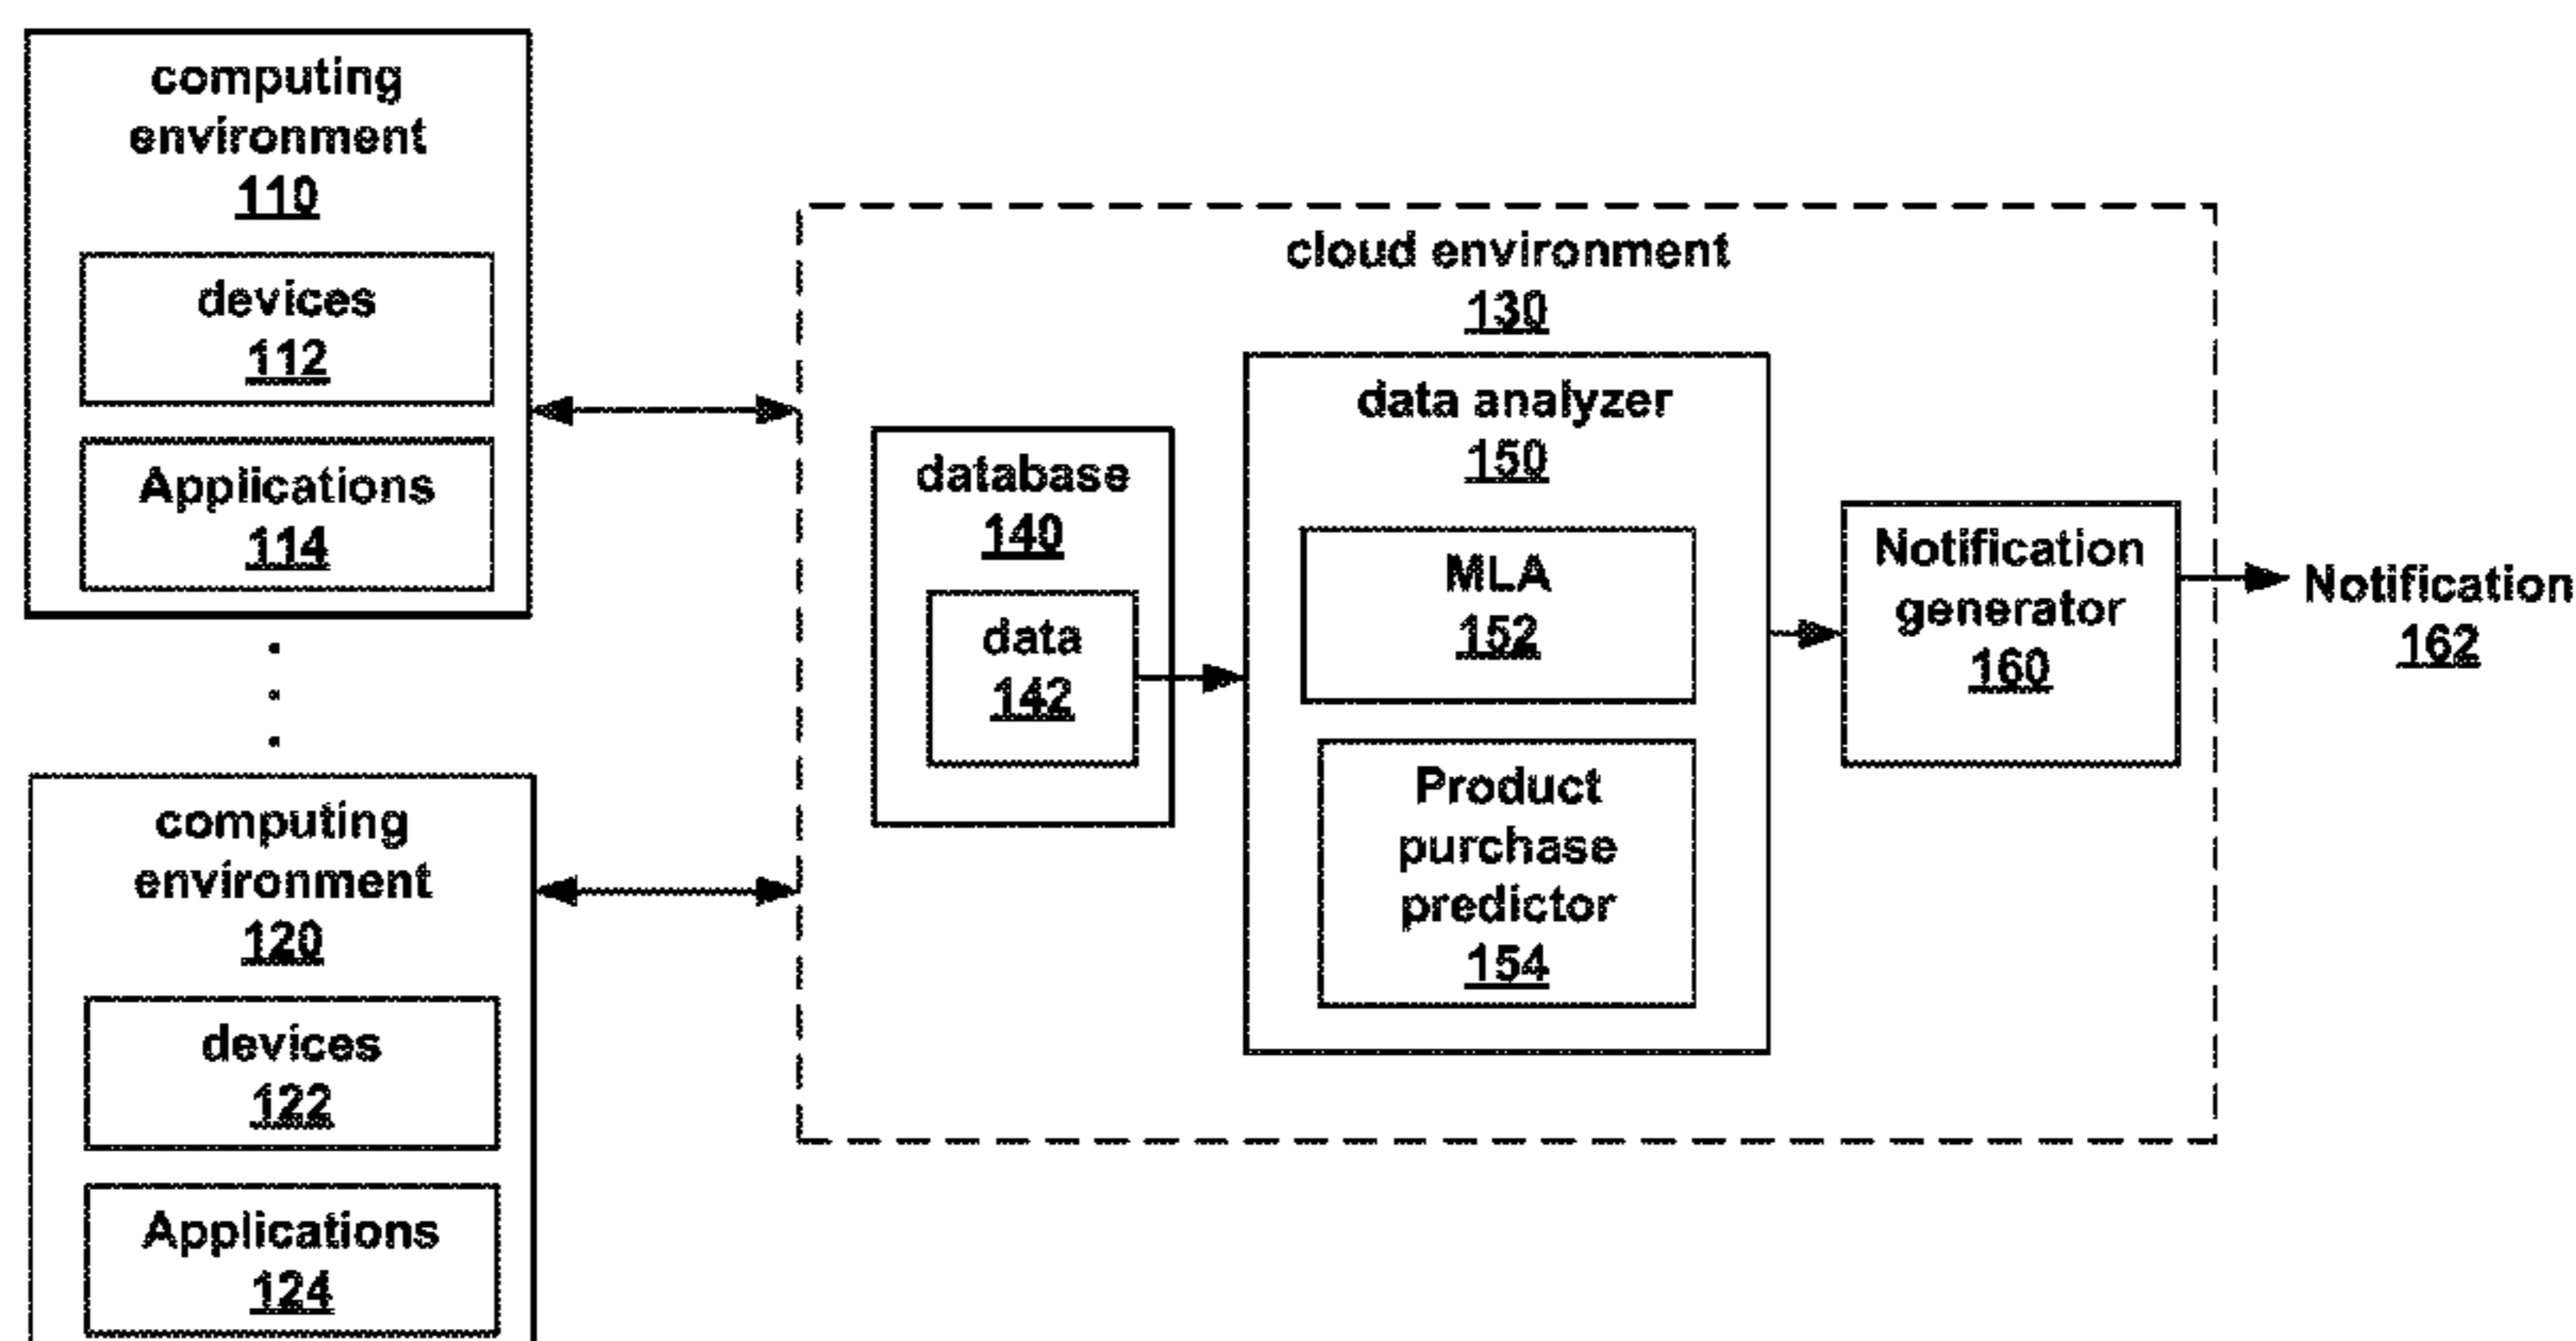 computing
environment
110
devices
112
Applications
114
computing
environment
120
devices
122
Applications
124
cloud environment
130
database
140
data
142
data analyzer
150
MLA
152
Product
purchase
predictor
154
Notification
generator
160
Notification
162